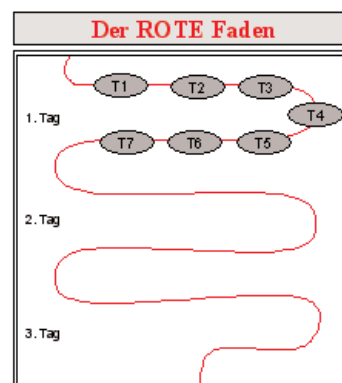 Der ROTE Faden
T1 T2 T3
1. Tag T4
T7 T6 T5
2. Tag
3. Tag